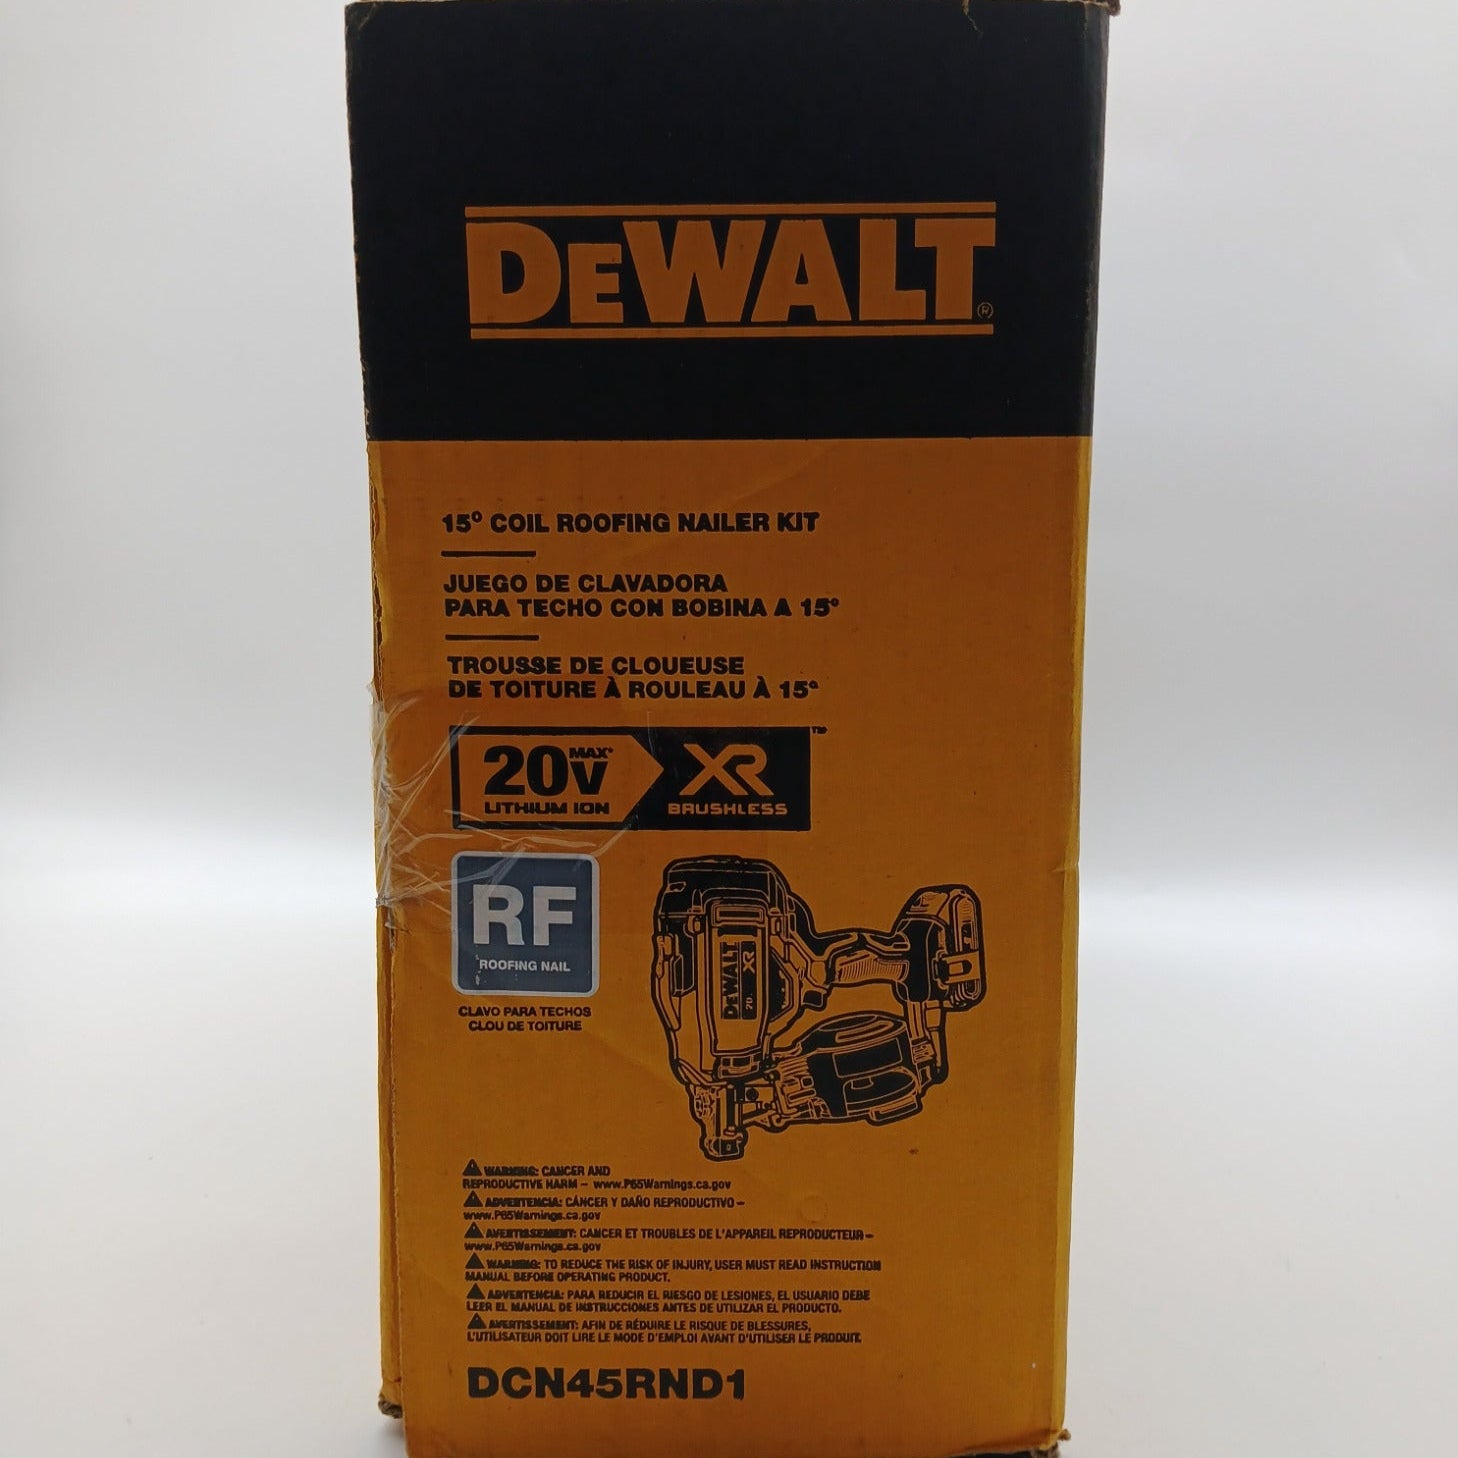 DEWALT®
15° COIL ROOFING NAILER KIT
JUEGO DE CLAVADORA
PARA TECHO CON BOBINA A 15°
TROUSSE DE CLOUEUSE
DE TOITURE À ROULEAU À 15°
20V MAX* XR™
LITHIUM ION BRUSHLESS
RF
ROOFING NAIL
CLAVO PARA TECHOS
CLOU DE TOITURE
DEWALT
XR
20
⚠ WARNING: CANCER AND
REPRODUCTIVE HARM – www.P65Warnings.ca.gov
⚠ ADVERTENCIA: CÁNCER Y DAÑO REPRODUCTIVO –
www.P65Warnings.ca.gov
⚠ AVERTISSEMENT: CANCER ET TROUBLES DE L'APPAREIL REPRODUCTEUR –
www.P65Warnings.ca.gov
⚠ WARNING: TO REDUCE THE RISK OF INJURY, USER MUST READ INSTRUCTION
MANUAL BEFORE OPERATING PRODUCT.
⚠ ADVERTENCIA: PARA REDUCIR EL RIESGO DE LESIONES, EL USUARIO DEBE
LEER EL MANUAL DE INSTRUCCIONES ANTES DE UTILIZAR EL PRODUCTO.
⚠ AVERTISSEMENT: AFIN DE RÉDUIRE LE RISQUE DE BLESSURES,
L'UTILISATEUR DOIT LIRE LE MODE D'EMPLOI AVANT D'UTILISER LE PRODUIT.
DCN45RND1